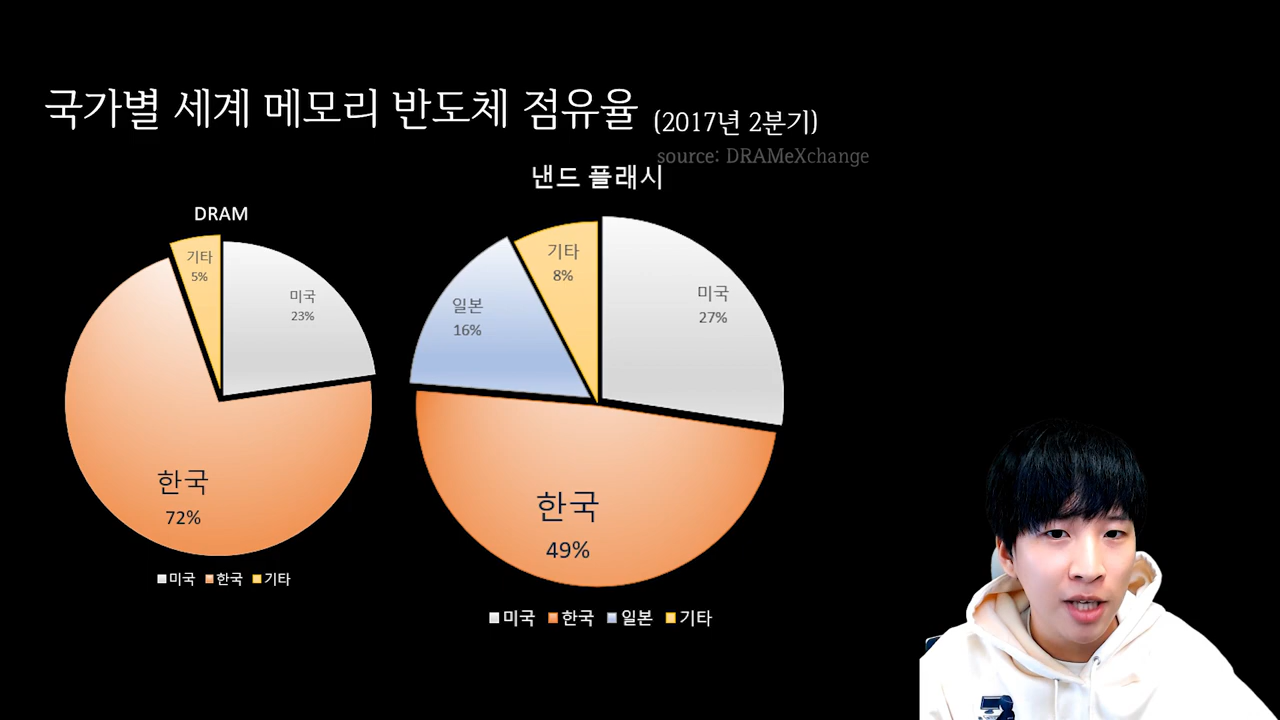 국가별 세계 메모리 반도체 점유율 (2017년 2분기)
source: DRAMeXchange
DRAM
기타
5%
미국
23%
한국
72%
미국 한국 기타
낸드 플래시
기타
8%
미국
27%
일본
16%
한국
49%
미국 한국 일본 기타